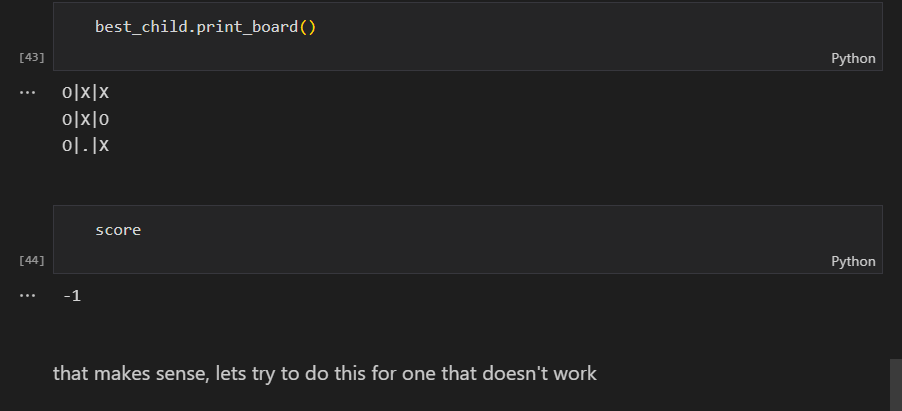 best_child.print_board()
[43]
Python
... O|X|X
O|X|O
O|.|X
score
[44]
Python
... -1
that makes sense, lets try to do this for one that doesn't work